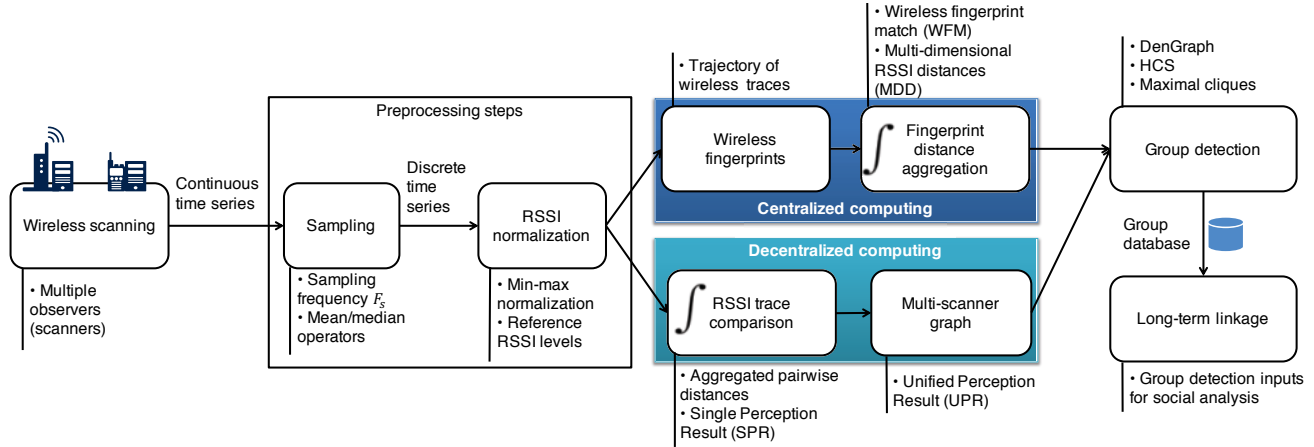 Wireless scanning
• Multiple
observers
(scanners)
Continuous
time series
Preprocessing steps
Sampling
• Sampling
frequency F_s
• Mean/median
operators
Discrete
time
series
RSSI
normalization
• Min-max
normalization
• Reference
RSSI levels
• Trajectory of
wireless traces
• Wireless fingerprint
match (WFM)
• Multi-dimensional
RSSI distances
(MDD)
Wireless
fingerprints
∫ Fingerprint
distance
aggregation
Centralized computing
Decentralized computing
∫ RSSI trace
comparison
Multi-scanner
graph
• Aggregated pairwise
distances
• Single Perception
Result (SPR)
• Unified Perception
Result (UPR)
• DenGraph
• HCS
• Maximal cliques
Group detection
Group
database
Long-term linkage
• Group detection inputs
for social analysis